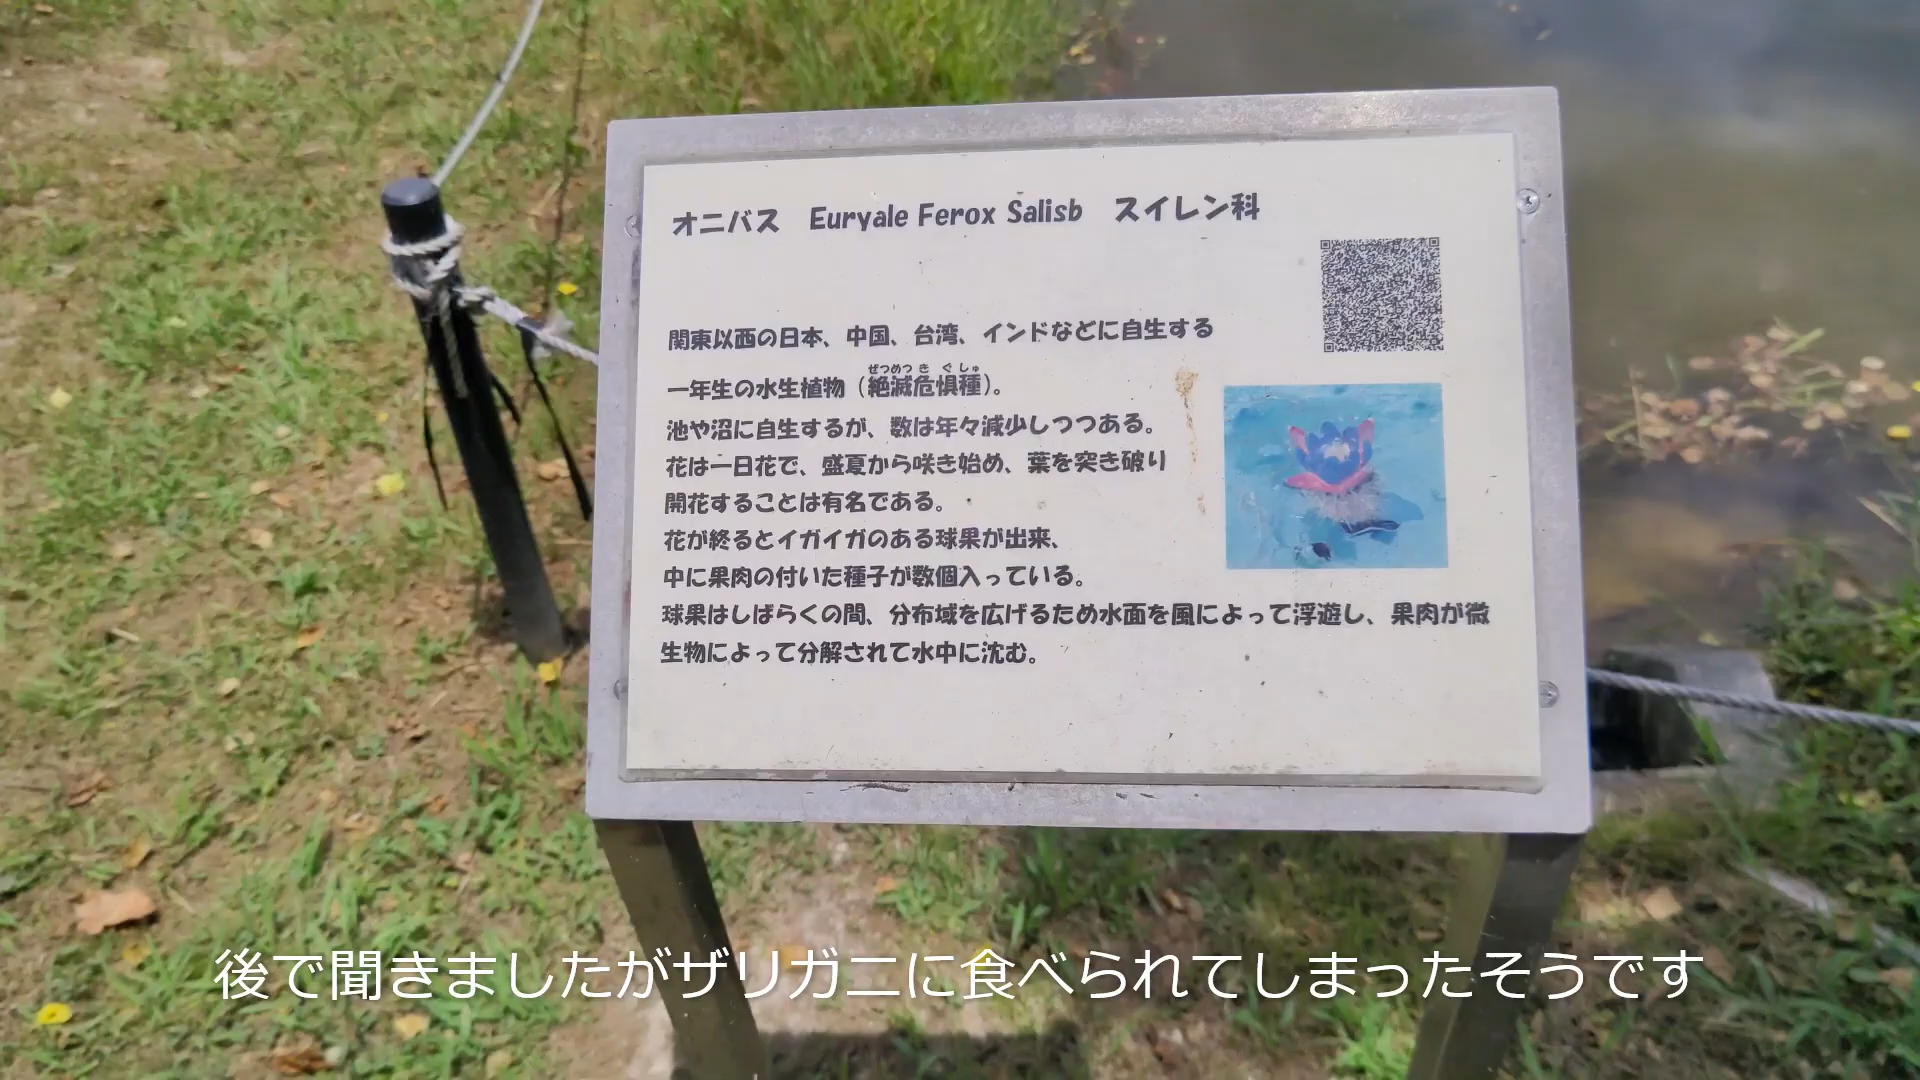 オニバス Euryale Ferox Salisb スイレン科
関東以西の日本、中国、台湾、インドなどに自生する
ぜつめつきぐしゅ
一年生の水生植物（絶滅危惧種）。
池や沼に自生するが、数は年々減少しつつある。
花は一日花で、盛夏から咲き始め、葉を突き破り
開花することは有名である。
花が終るとイガイガのある球果が出来、
中に果肉の付いた種子が数個入っている。
球果はしばらくの間、分布域を広げるため水面を風によって浮遊し、果肉が微
生物によって分解されて水中に沈む。
後で聞きましたがザリガニに食べられてしまったそうです